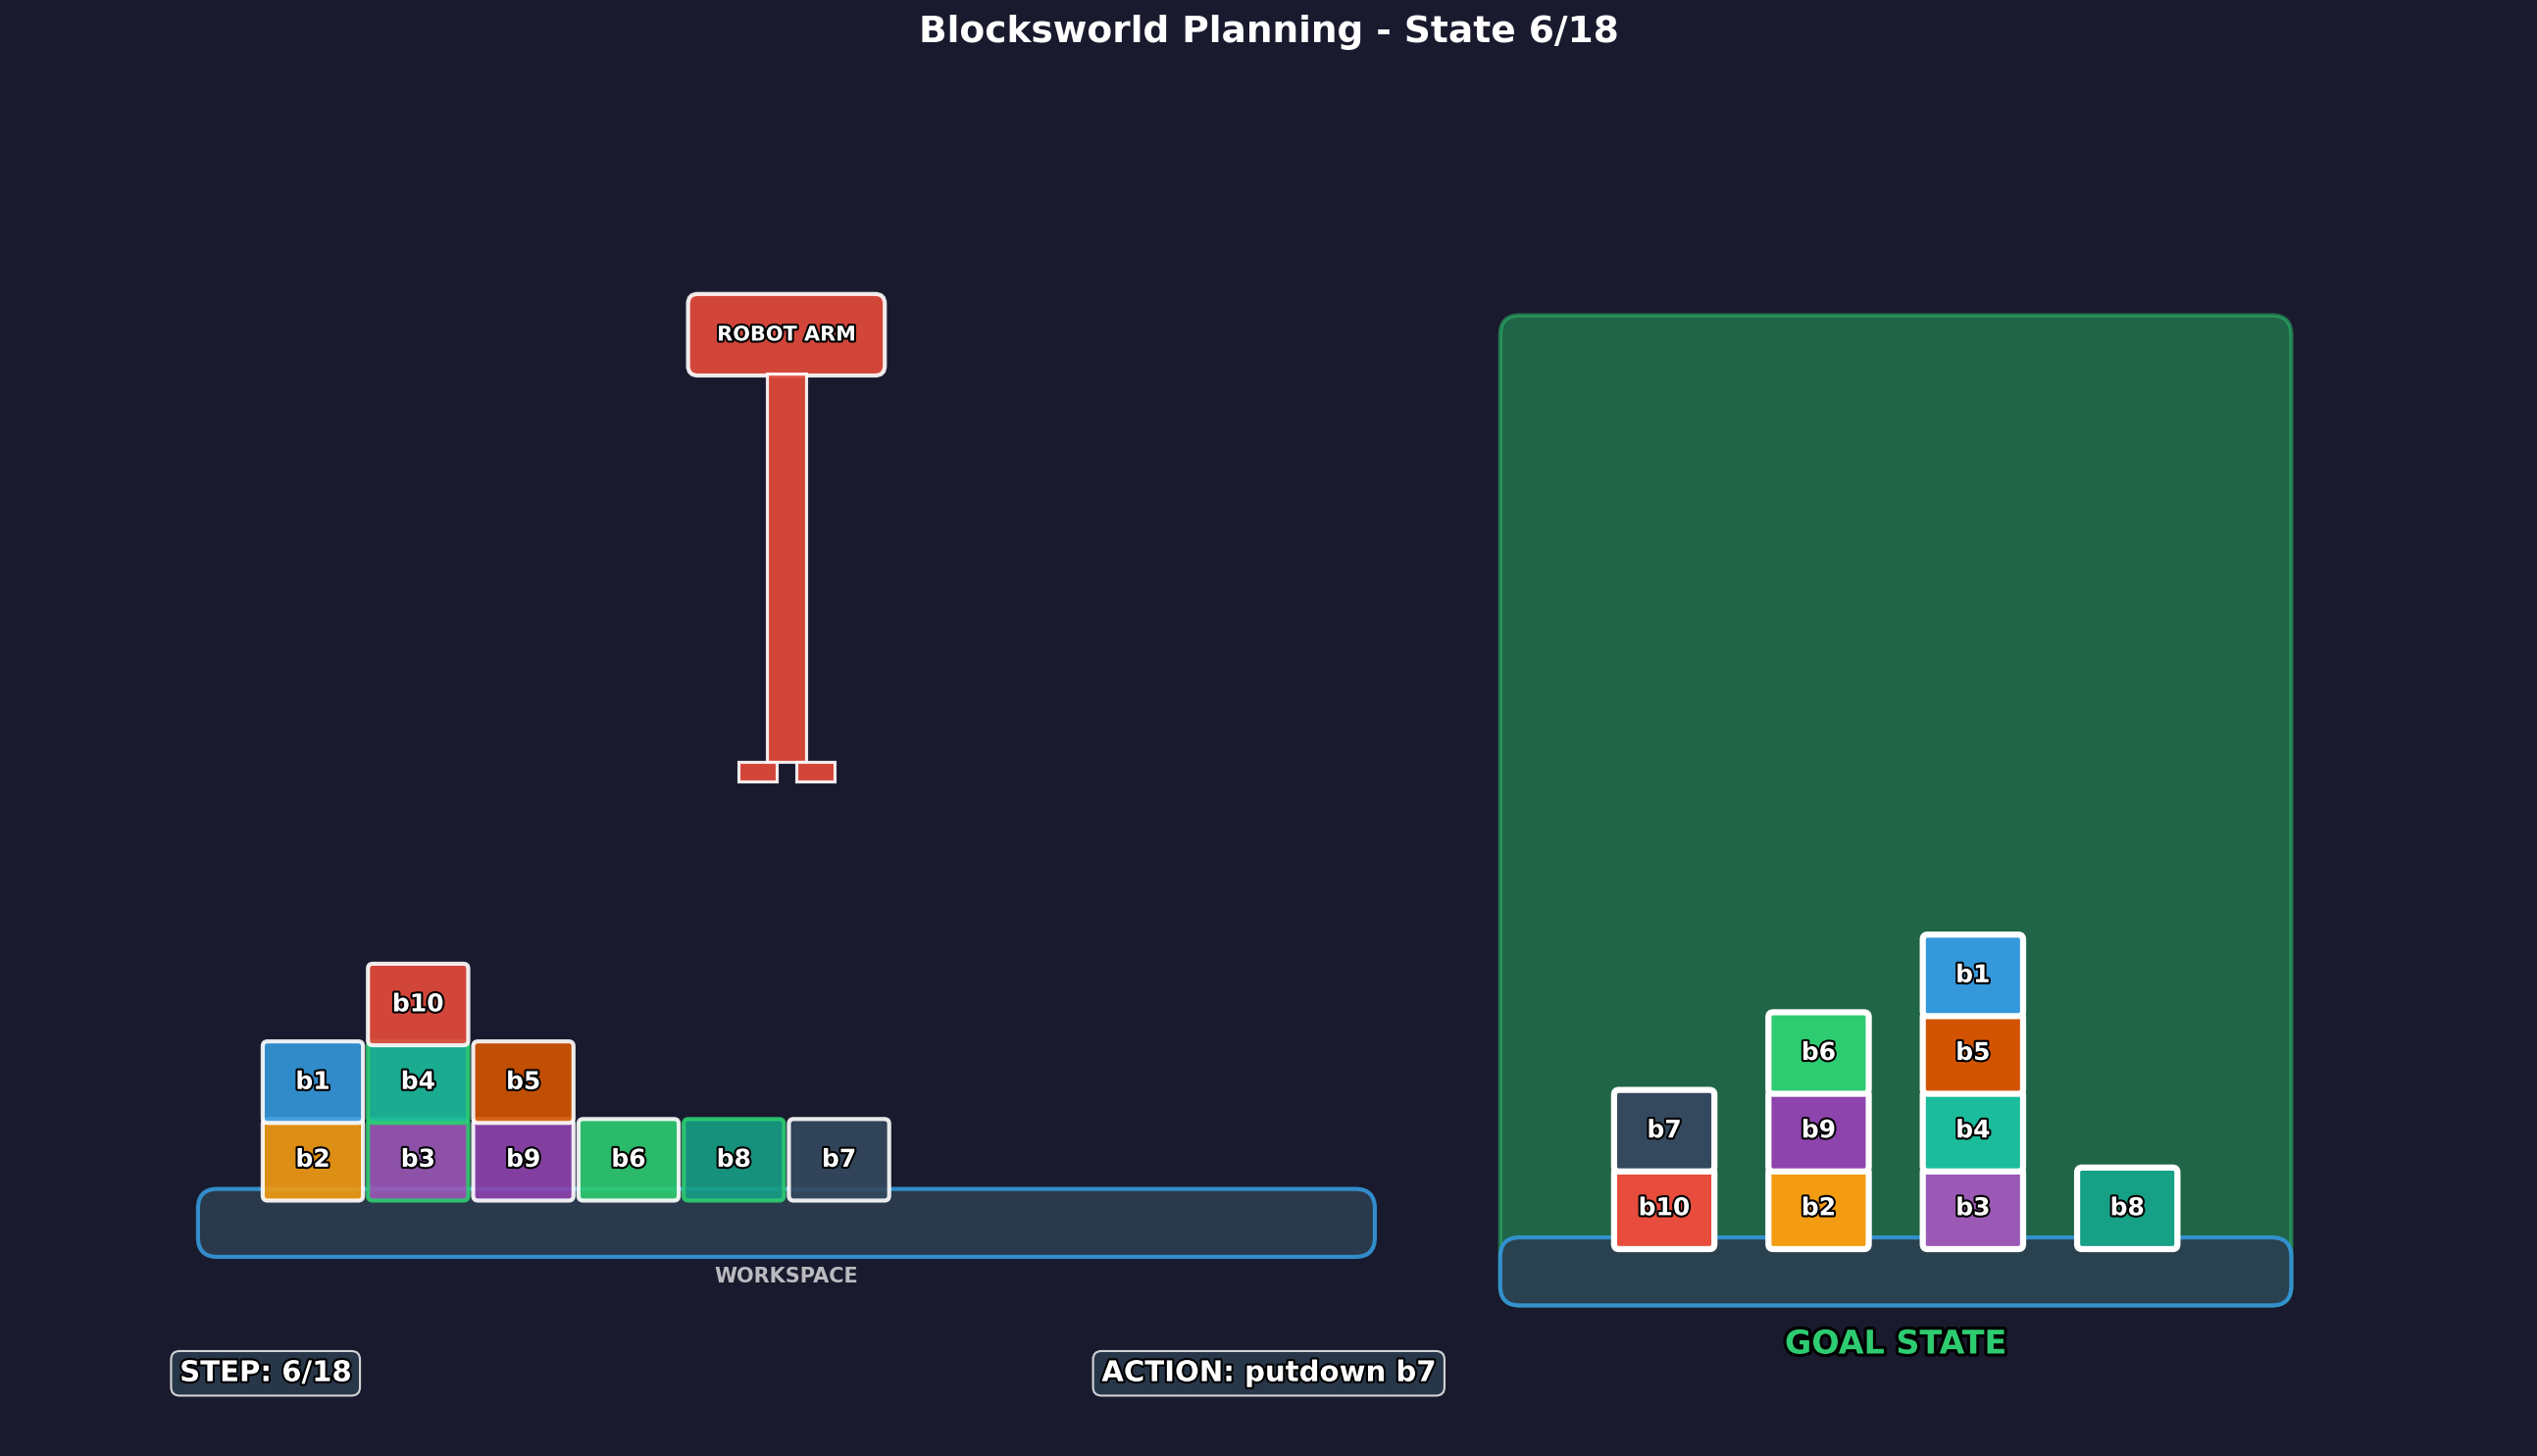 Blocksworld Planning - State 6/18
ROBOT ARM
b10
b1 b4 b5
b2 b3 b9 b6 b8 b7
WORKSPACE
b1
b6 b5
b7 b9 b4
b10 b2 b3 b8
GOAL STATE
STEP: 6/18
ACTION: putdown b7